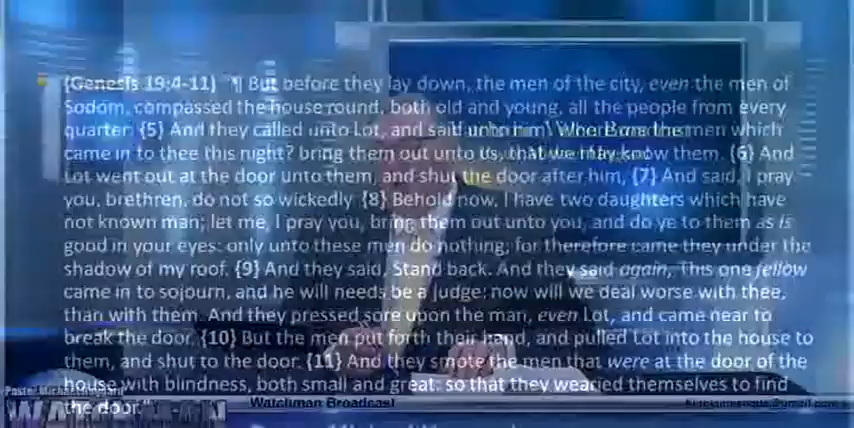 (Genesis 19:4-11) ¶ But before they lay down, the men of the city, even the men of
Sodom, compassed the house round, both old and young, all the people from every
quarter: {5} And they called unto Lot, and said unto him, Where are the men which
came in to thee this night? bring them out unto us, that we may know them. {6} And
Lot went out at the door unto them, and shut the door after him, {7} And said, I pray
you, brethren, do not so wickedly. {8} Behold now, I have two daughters which have
not known man; let me, I pray you, bring them out unto you, and do ye to them as is
good in your eyes: only unto these men do nothing; for therefore came they under the
shadow of my roof. {9} And they said, Stand back. And they said again, This one fellow
came in to sojourn, and he will needs be a judge: now will we deal worse with thee,
than with them. And they pressed sore upon the man, even Lot, and came near to
break the door. {10} But the men put forth their hand, and pulled Lot into the house to
them, and shut to the door. {11} And they smote the men that were at the door of the
house with blindness, both small and great: so that they wearied themselves to find
the door."
Pastor Michael
Watchman Broadcast